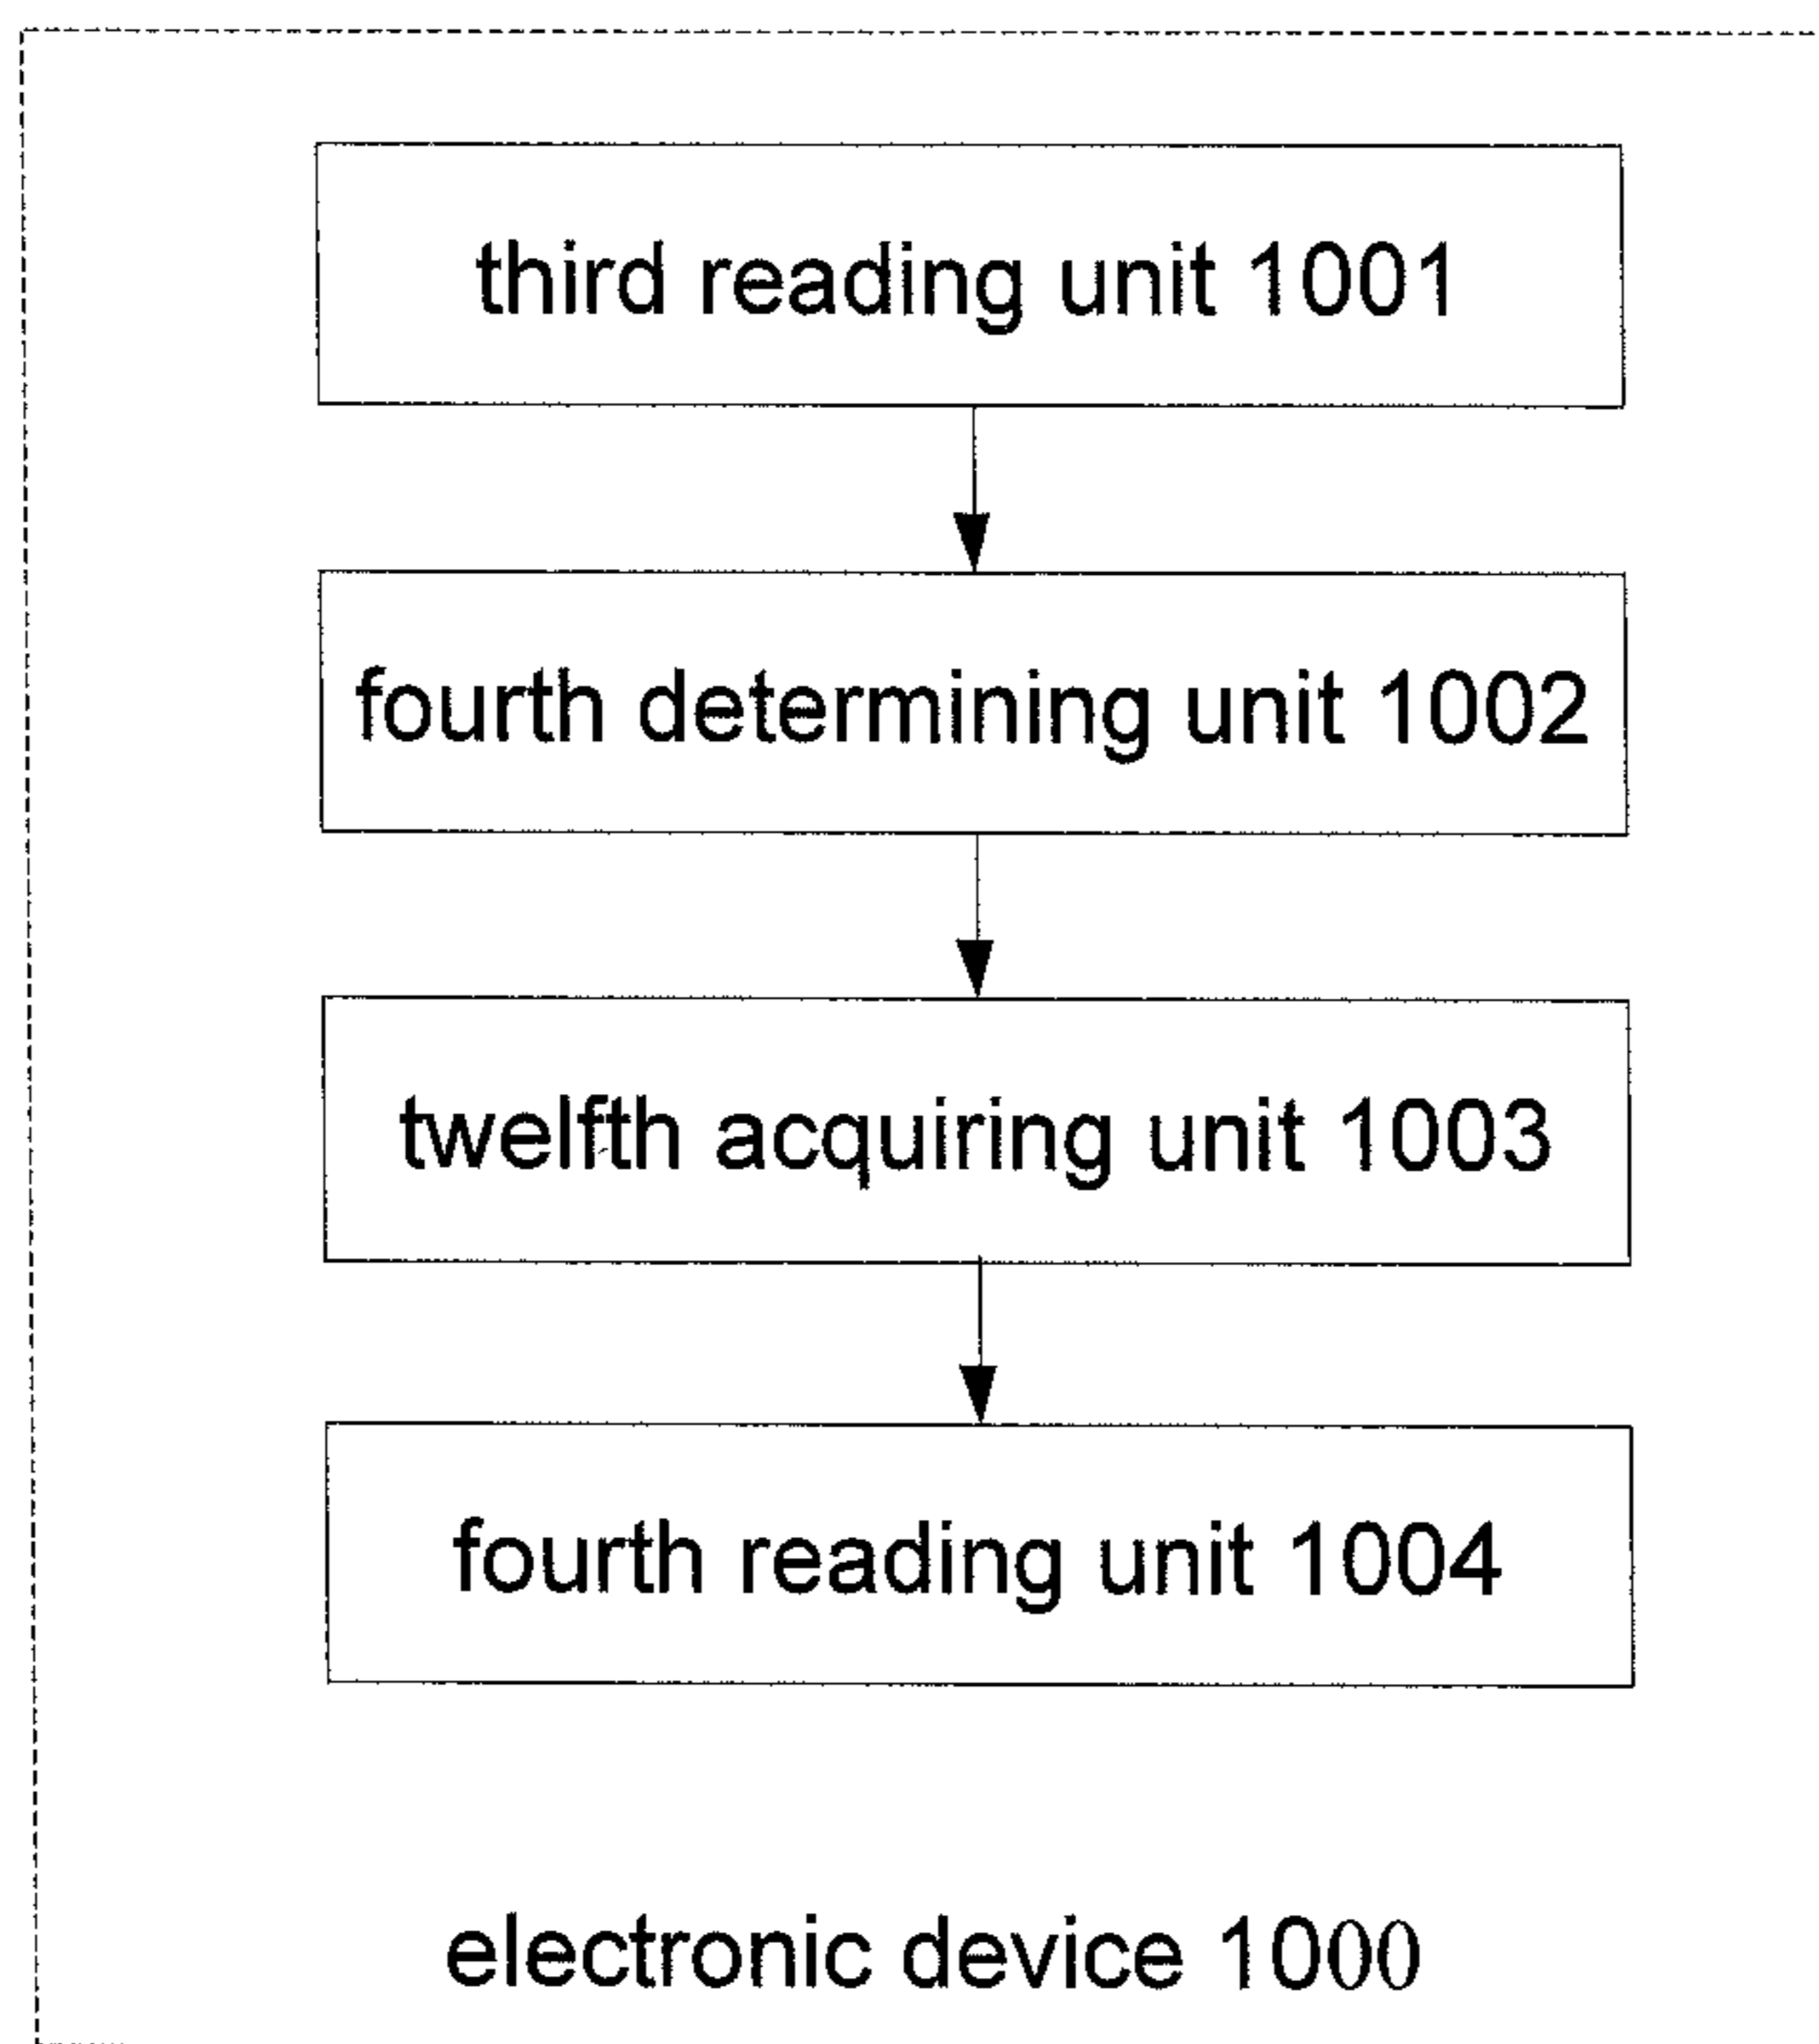 third reading unit 1001
fourth determining unit 1002
twelfth acquiring unit 1003
fourth reading unit 1004
electronic device 1000